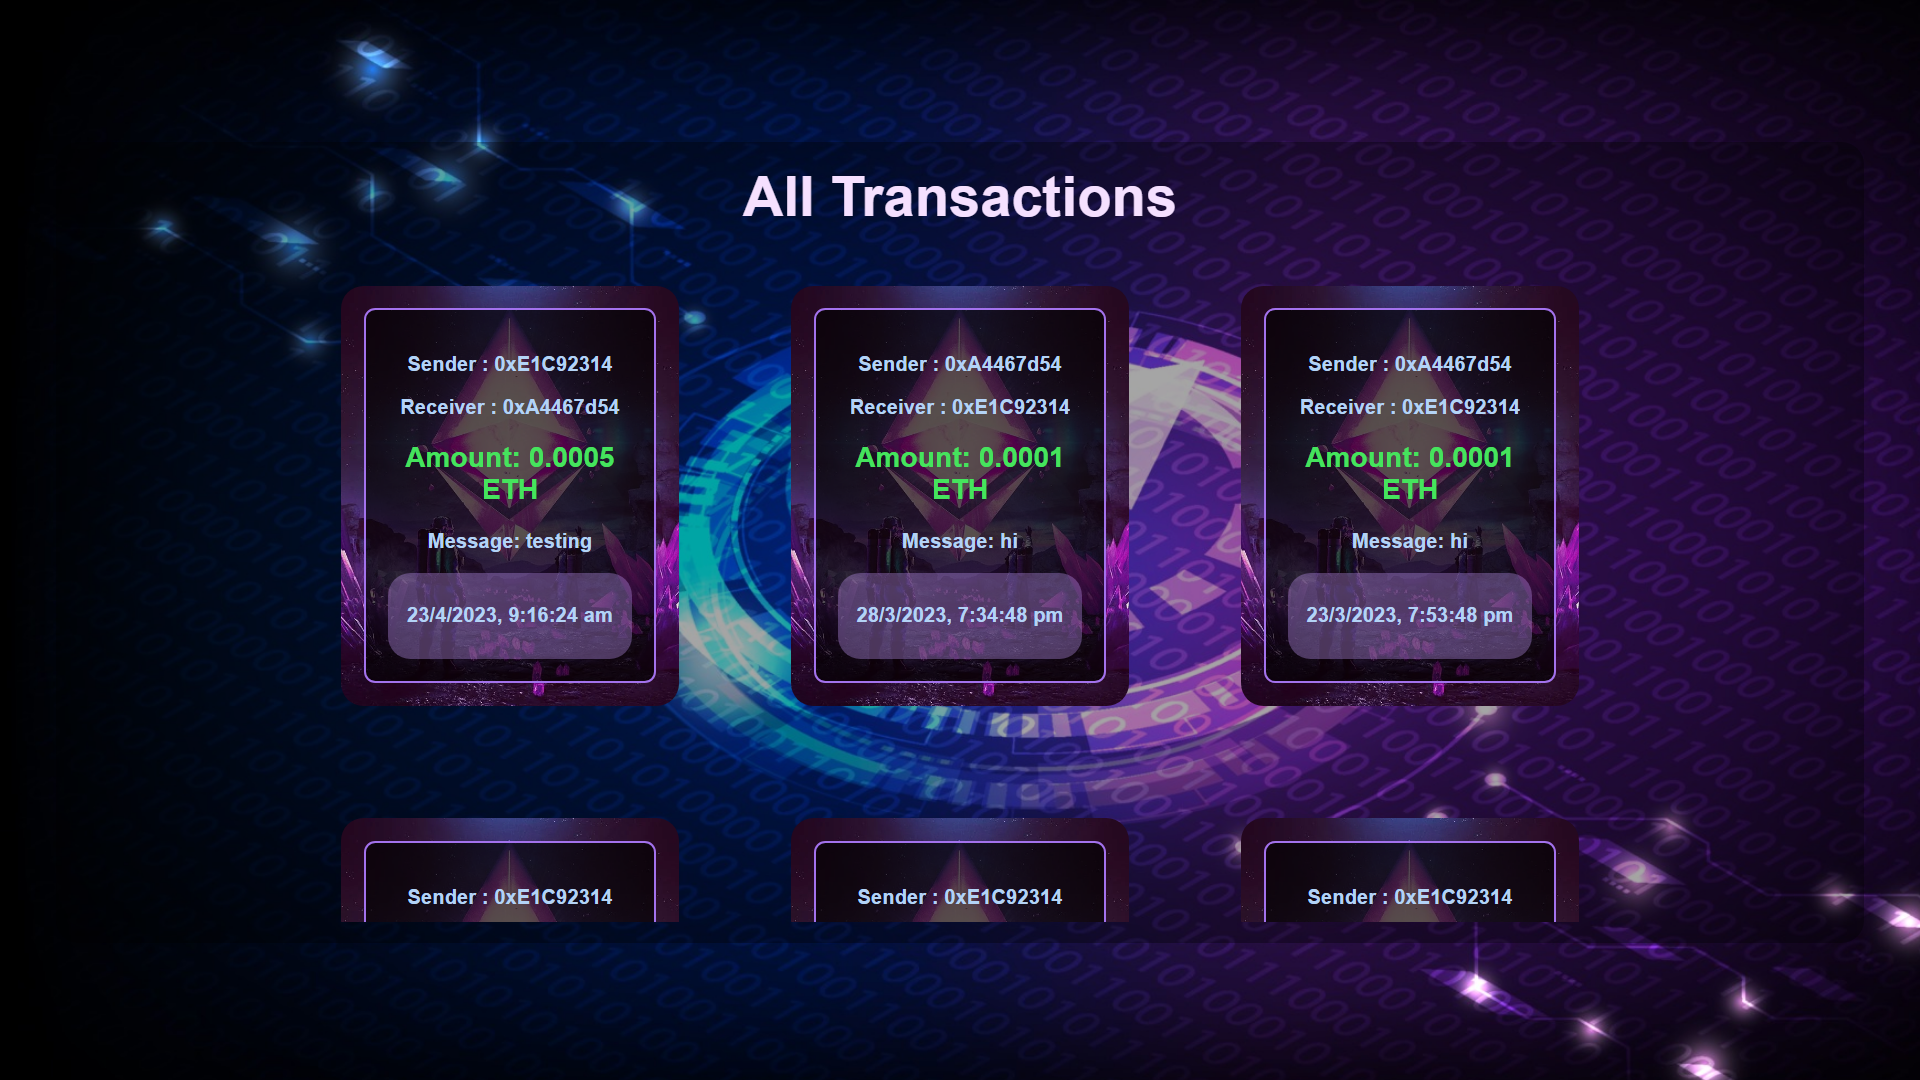 All Transactions
Sender : 0xE1C92314
Receiver : 0xA4467d54
Amount: 0.0005
ETH
Message: testing
23/4/2023, 9:16:24 am
Sender : 0xA4467d54
Receiver : 0xE1C92314
Amount: 0.0001
ETH
Message: hi
28/3/2023, 7:34:48 pm
Sender : 0xA4467d54
Receiver : 0xE1C92314
Amount: 0.0001
ETH
Message: hi
23/3/2023, 7:53:48 pm
Sender : 0xE1C92314
Sender : 0xE1C92314
Sender : 0xE1C92314